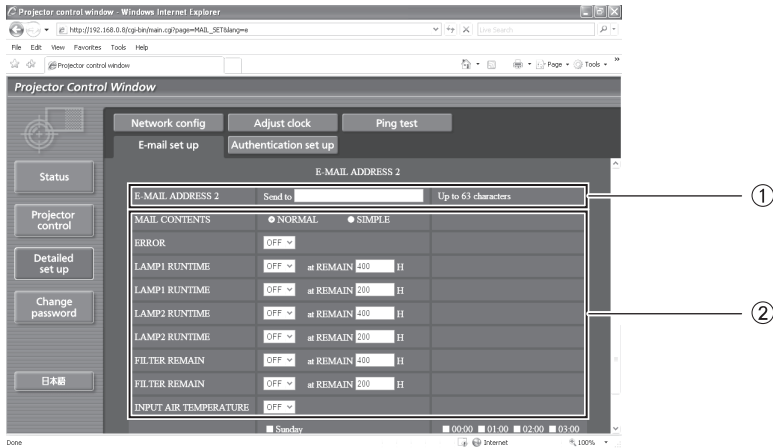 Projector control window - Windows Internet Explorer
http://192.168.0.8/cgi-bin/main.cgi?page=MAIL_SET&lang=e
Live Search
File Edit View Favorites Tools Help
Projector control window
Page Tools
Projector Control Window
Network config Adjust clock Ping test
E-mail set up Authentication set up
Status
Projector control
Detailed set up
Change password
日本語
E-MAIL ADDRESS 2
E-MAIL ADDRESS 2 Send to Up to 63 characters
①
MAIL CONTENTS NORMAL SIMPLE
ERROR OFF
LAMP1 RUNTIME OFF at REMAIN 400 H
LAMP1 RUNTIME OFF at REMAIN 200 H
LAMP2 RUNTIME OFF at REMAIN 400 H
②
LAMP2 RUNTIME OFF at REMAIN 200 H
FILTER REMAIN OFF at REMAIN 400 H
FILTER REMAIN OFF at REMAIN 200 H
INPUT AIR TEMPERATURE OFF
Sunday 00:00 01:00 02:00 03:00
Done Internet 100%